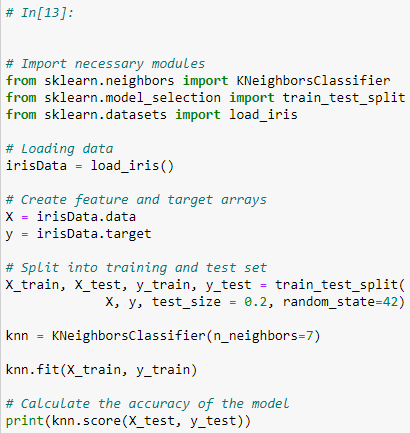 # In[13]:
# Import necessary modules
from sklearn.neighbors import KNeighborsClassifier
from sklearn.model_selection import train_test_split
from sklearn.datasets import load_iris
# Loading data
irisData = load_iris()
# Create feature and target arrays
X = irisData.data
y = irisData.target
# Split into training and test set
X_train, X_test, y_train, y_test = train_test_split(
             X, y, test_size = 0.2, random_state=42)
knn = KNeighborsClassifier(n_neighbors=7)
knn.fit(X_train, y_train)
# Calculate the accuracy of the model
print(knn.score(X_test, y_test))